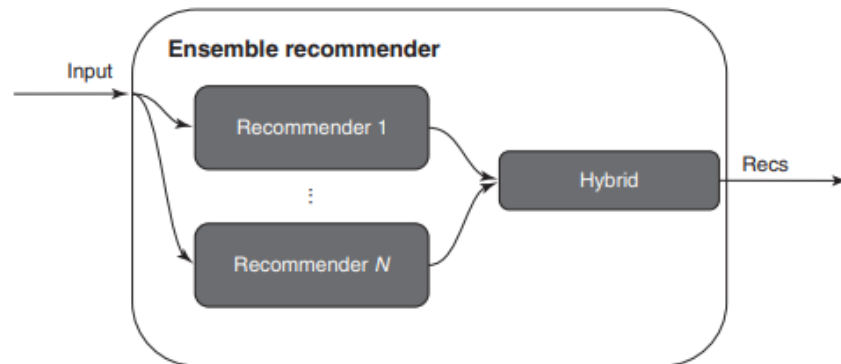 Ensemble recommender
Input
Recommender 1
⋮
Hybrid
Recs
Recommender N